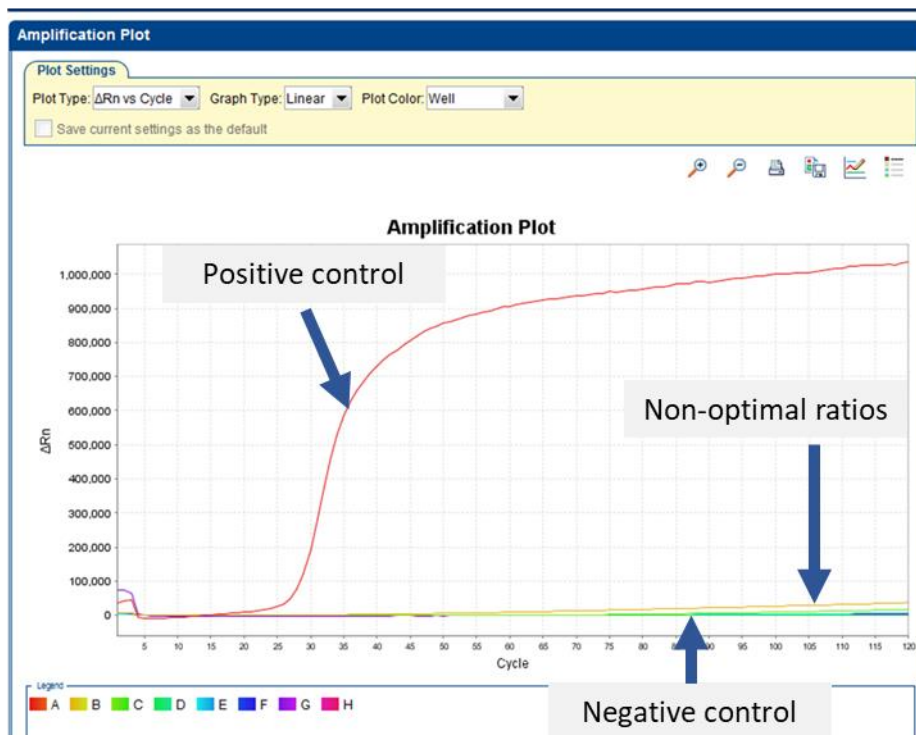 Amplification Plot
Plot Settings
Plot Type: ΔRn vs Cycle Graph Type: Linear Plot Color: Well
Save current settings as the default
Amplification Plot
Positive control
Non-optimal ratios
Negative control
ΔRn
1,000,000
900,000
800,000
700,000
600,000
500,000
400,000
300,000
200,000
100,000
0
5 10 15 20 25 30 35 40 45 50 55 60 65 70 75 80 85 90 95 100 105 110 115 120
Cycle
Legend
A B C D E F G H